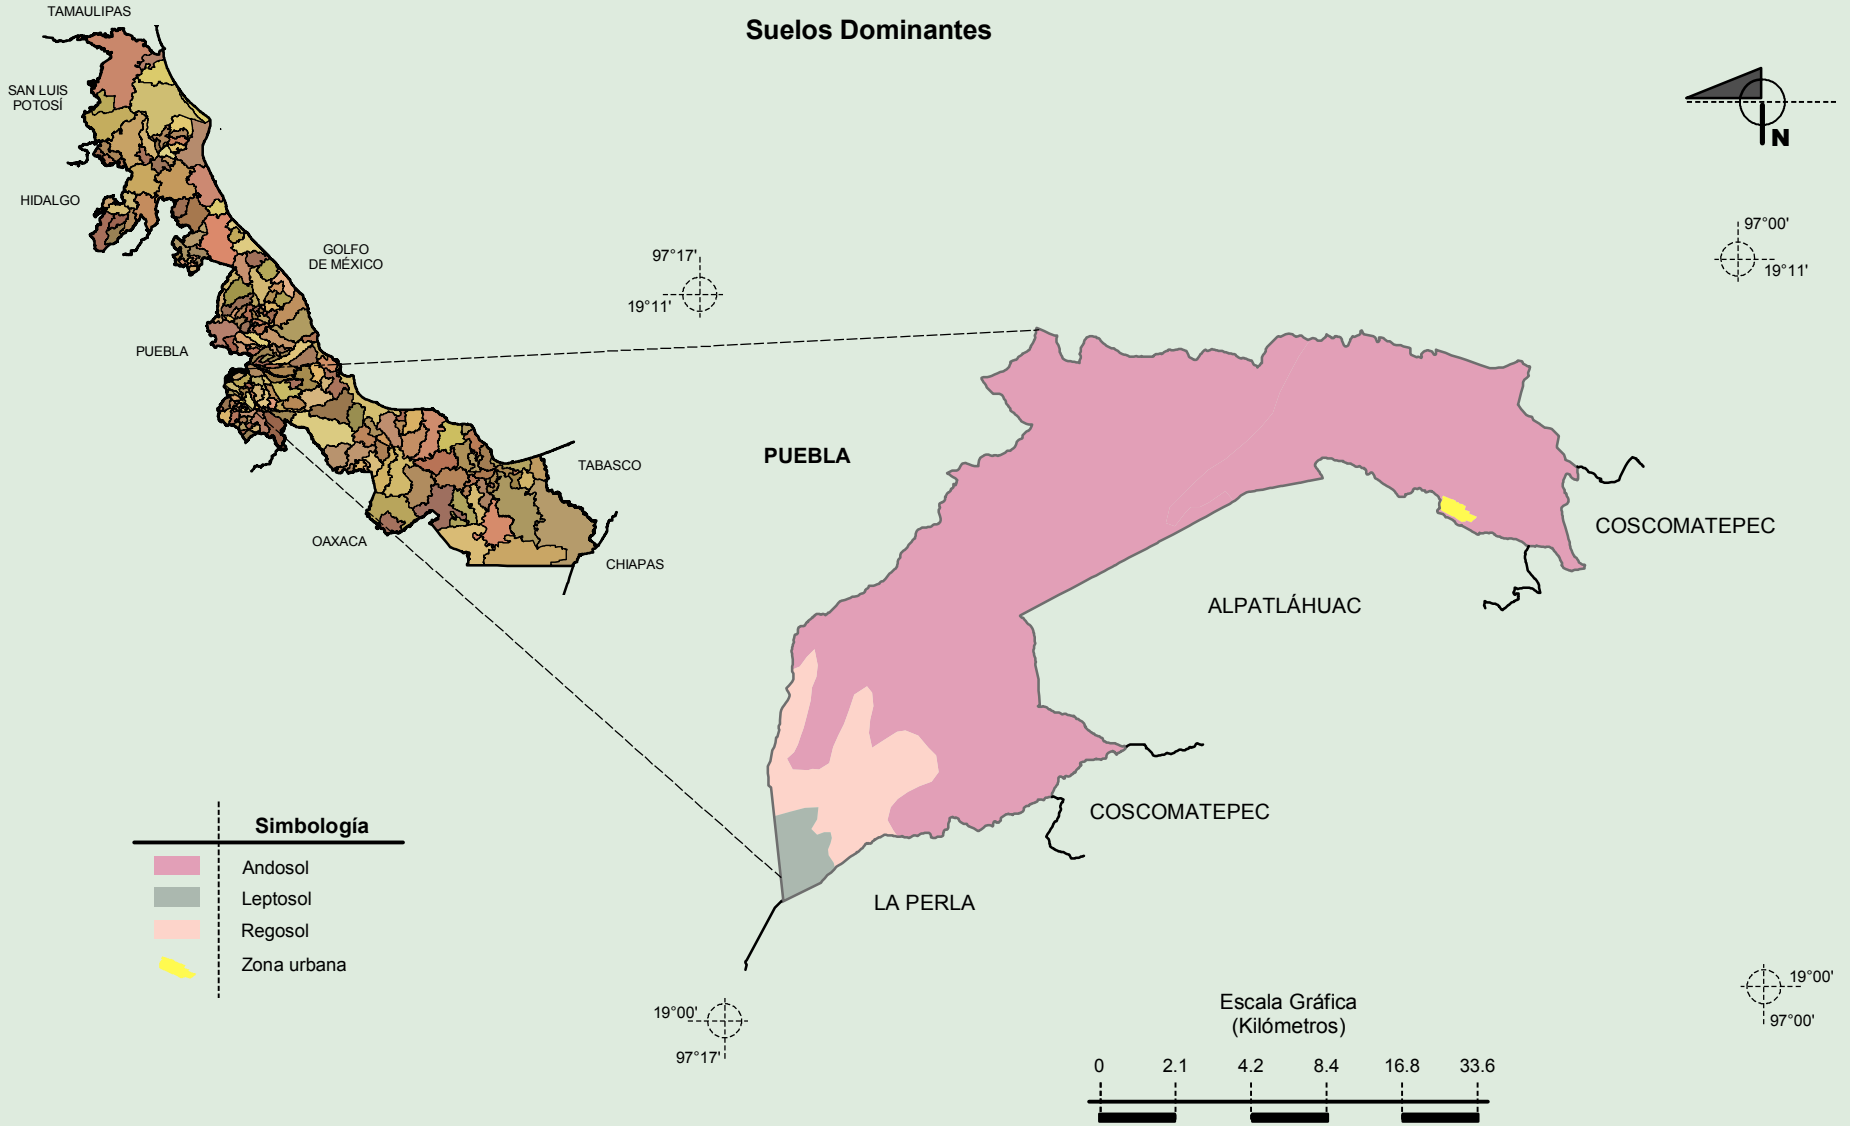 Suelos Dominantes
TAMAULIPAS
SAN LUIS
POTOSÍ
HIDALGO
GOLFO
DE MÉXICO
PUEBLA
TABASCO
OAXACA
CHIAPAS
N
97°17'
19°11'
97°00'
19°11'
PUEBLA
COSCOMATEPEC
ALPATLÁHUAC
COSCOMATEPEC
LA PERLA
Simbología
Andosol
Leptosol
Regosol
Zona urbana
19°00'
97°17'
19°00'
97°00'
Escala Gráfica
(Kilómetros)
0 2.1 4.2 8.4 16.8 33.6